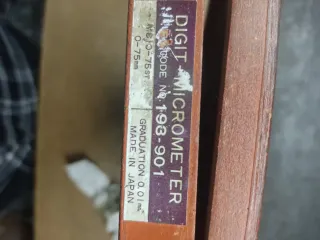 DIGIT MICROMETER
CODE NO. 193-901
M810-75ST
0-75mm
GRADUATION 0.01mm
MADE IN JAPAN